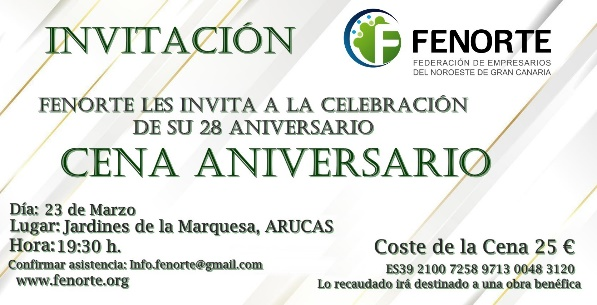 INVITACIÓN
FENORTE
FEDERACIÓN DE EMPRESARIOS
DEL NOROESTE DE GRAN CANARIA
FENORTE LES INVITA A LA CELEBRACIÓN
DE SU 28 ANIVERSARIO
CENA ANIVERSARIO
Día: 23 de Marzo
Lugar: Jardines de la Marquesa, ARUCAS
Hora: 19:30 h.
Confirmar asistencia: Info.fenorte@gmail.com
www.fenorte.org
Coste de la Cena 25 €
ES39 2100 7258 9713 0048 3120
Lo recaudado irá destinado a una obra benéfica